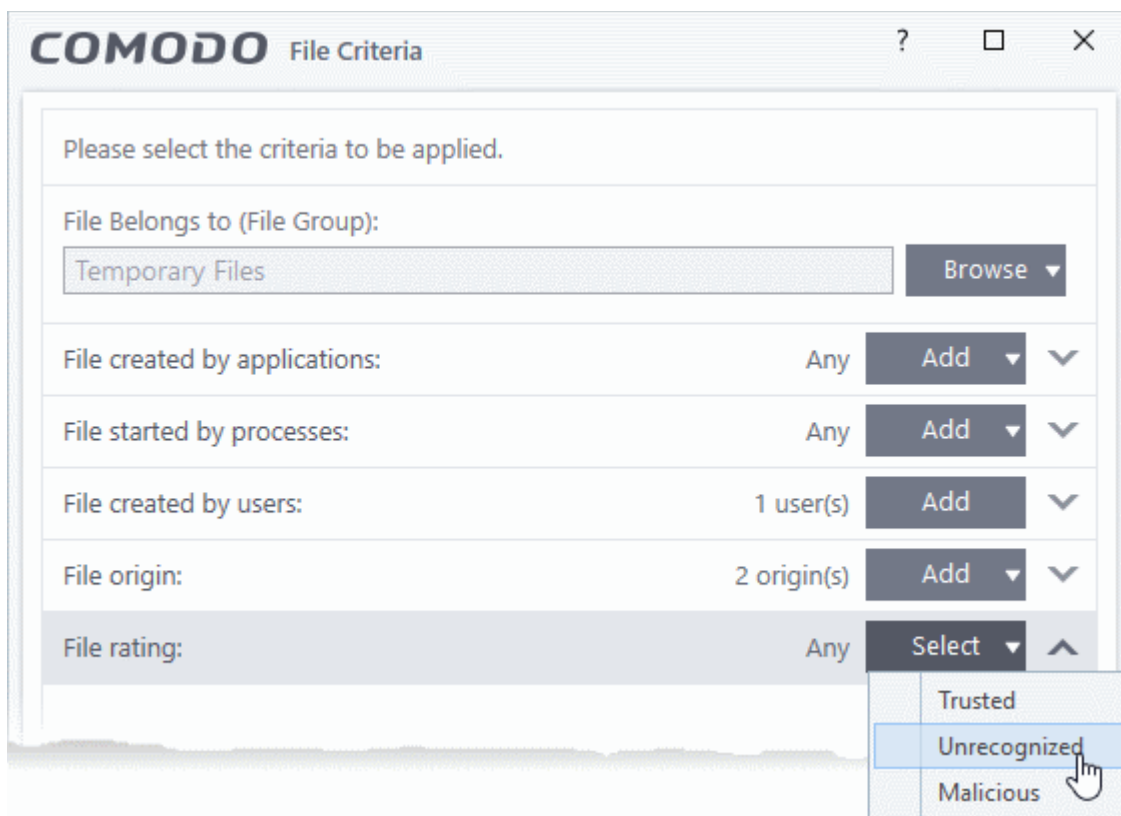 COMODO File Criteria ?
Please select the criteria to be applied.
File Belongs to (File Group):
Temporary Files Browse
File created by applications: Any Add
File started by processes: Any Add
File created by users: 1 user(s) Add
File origin: 2 origin(s) Add
File rating: Any Select
Trusted
Unrecognized
Malicious